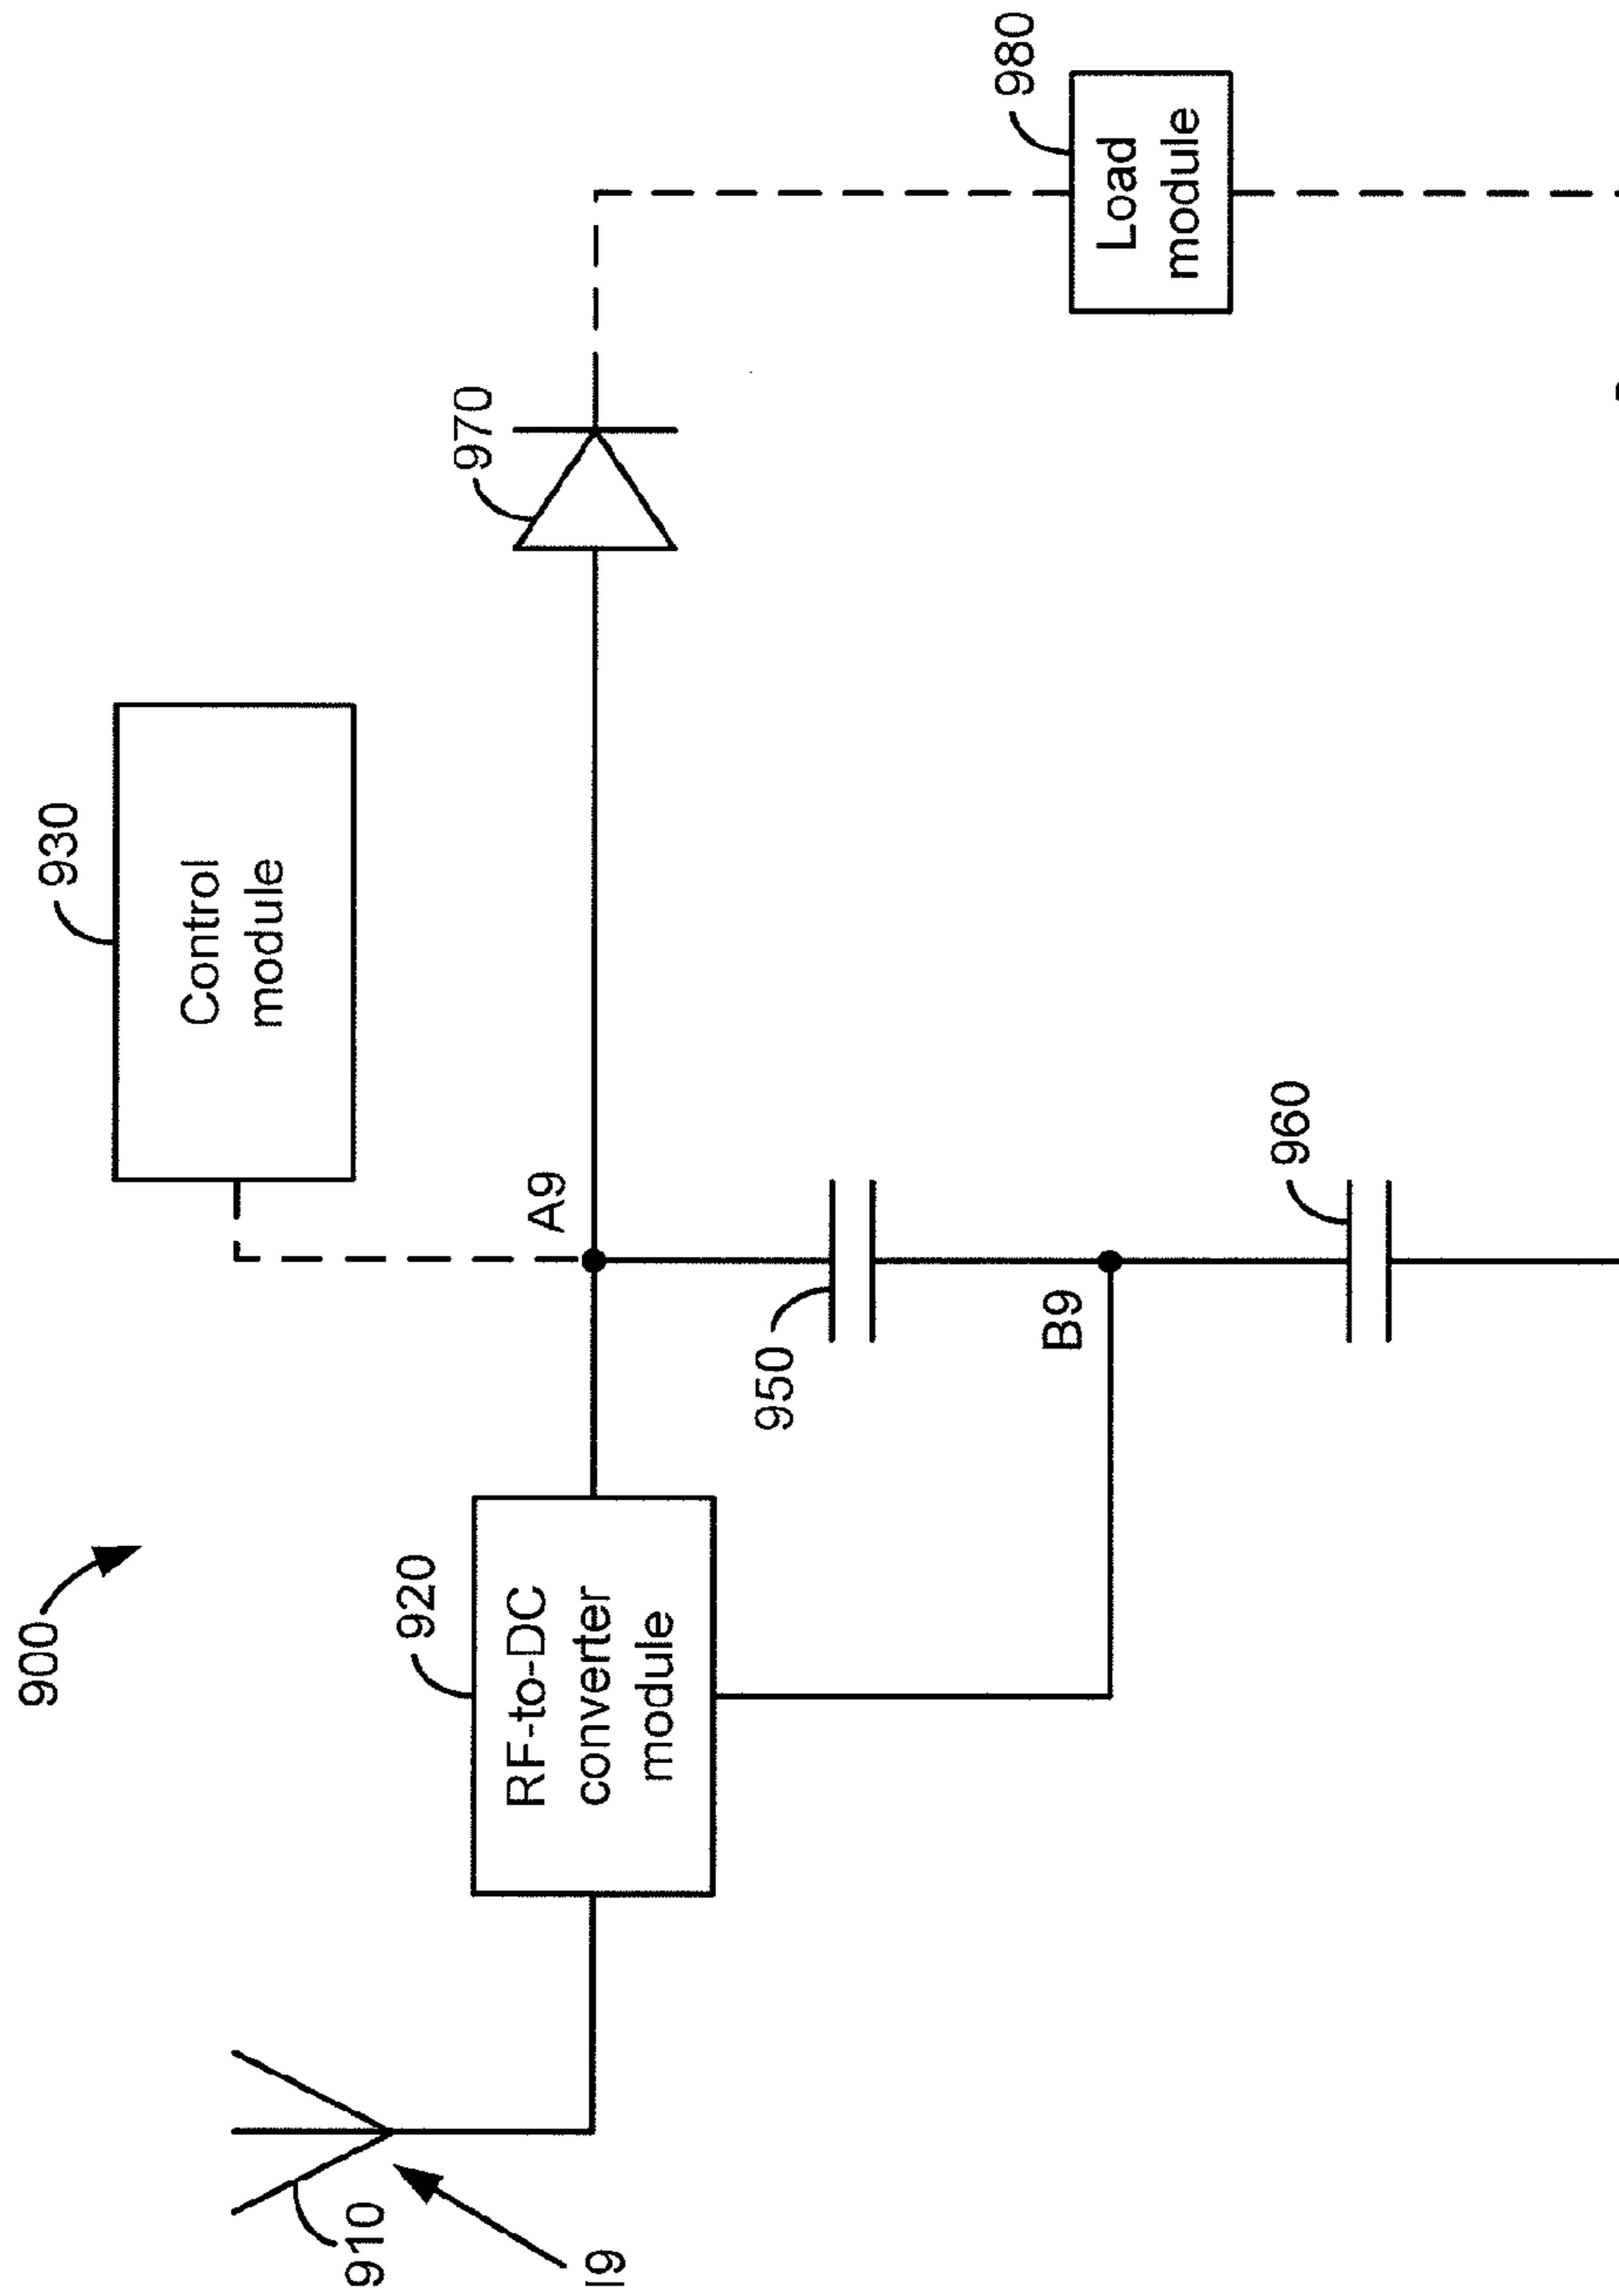 900
930
Control
module
910
I9
920
RF-to-DC
converter
module
A9
970
950
B9
960
980
Load
module